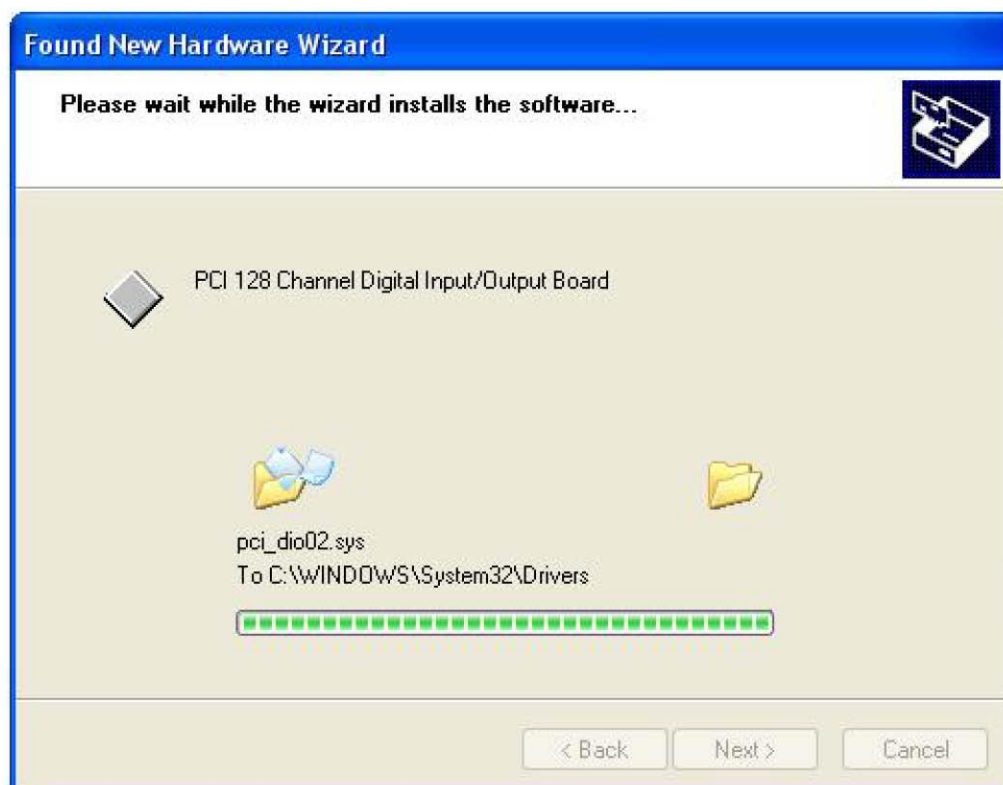 Found New Hardware Wizard
Please wait while the wizard installs the software...
PCI 128 Channel Digital Input/Output Board
pci_dio02.sys
To C:\WINDOWS\System32\Drivers
< Back Next > Cancel